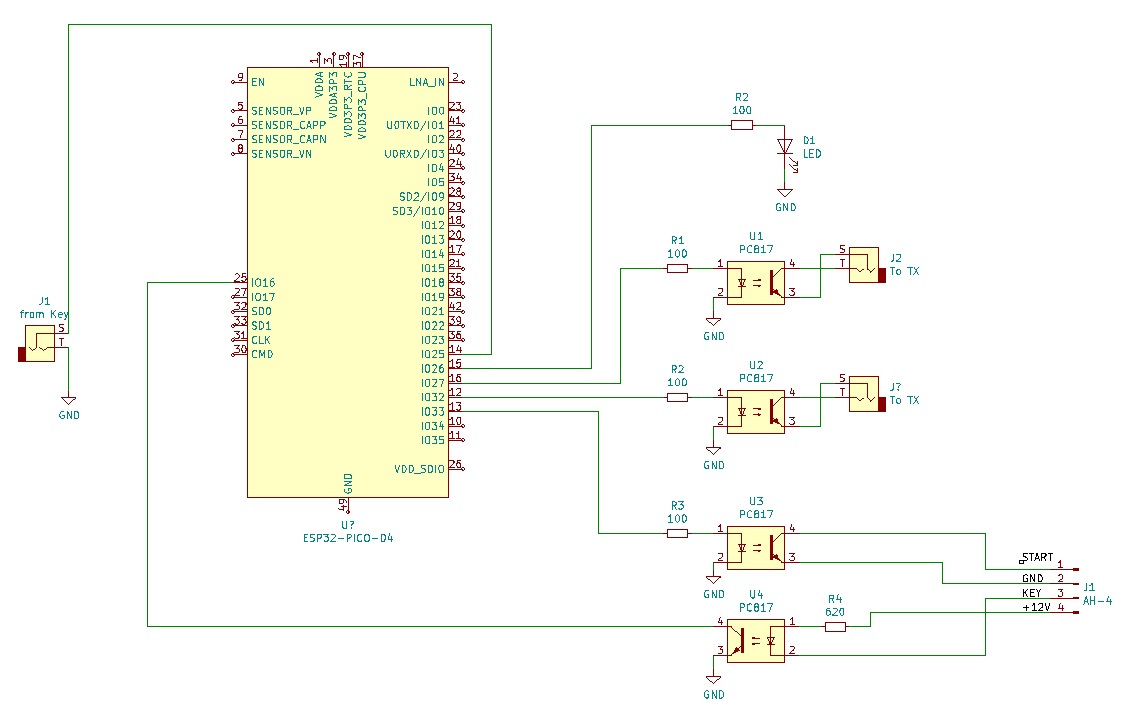 9 EN
5 SENSOR_VP
6 SENSOR_CAPP
7 SENSOR_CAPN
8 SENSOR_VN
1 VDDA
3 VDDA3P3
19 VDD3P3_RTC
37 VDD3P3_CPU
LNA_IN 2
IO0 23
U0TXD/IO1 41
IO2 22
U0RXD/IO3 40
IO4 24
IO5 34
SD2/IO9 28
SD3/IO10 29
IO12 18
IO13 20
IO14 17
IO15 21
IO18 35
IO19 38
IO21 42
IO22 39
IO23 36
IO25 14
IO26 15
IO27 16
IO32 12
IO33 13
IO34 10
IO35 11
VDD_SDIO 26
25 IO16
27 IO17
32 SD0
33 SD1
31 CLK
30 CMD
GND
49
U?
ESP32-PICO-D4
J1
from Key
S
T
GND
R2
100
D1
LED
GND
R1
100
U1
PC817
1
2
4
3
GND
S
T
J2
To TX
R2
100
U2
PC817
1
2
4
3
GND
S
T
J?
To TX
R3
100
U3
PC817
1
2
4
3
GND
U4
PC817
4
3
1
2
GND
R4
620
START 1
GND 2
KEY 3
+12V 4
J1
AH-4